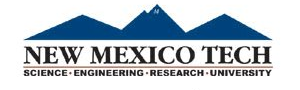 M
NEW MEXICO TECH
SCIENCE · ENGINEERING · RESEARCH · UNIVERSITY